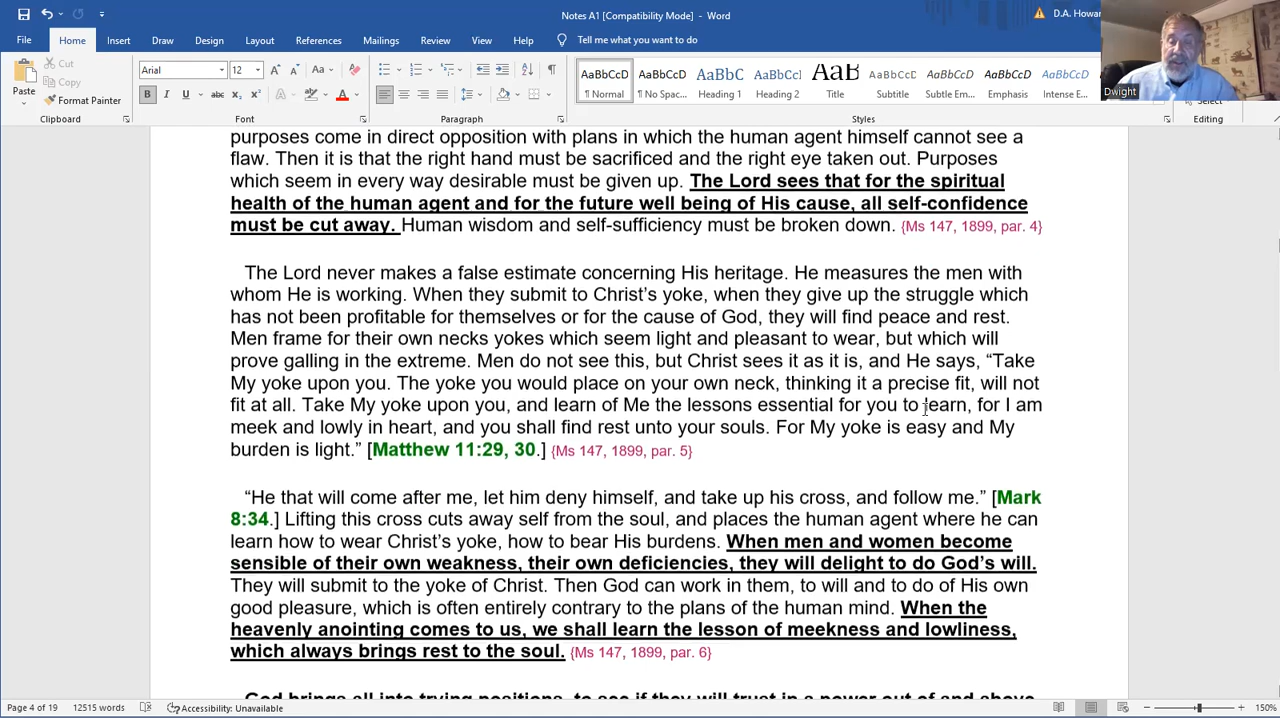 Notes A1 [Compatibility Mode] - Word
D.A. Howar
File Home Insert Draw Design Layout References Mailings Review View Help Tell me what you want to do
Dwight
Paste
Cut
Copy
Format Painter
Clipboard
Arial 12
Font
Paragraph
AaBbCcD AaBbCcD AaBbC AaBbCcI AaB AaBbCcD AaBbCcD AaBbCcD AaBbCcD
¶ Normal ¶ No Spac... Heading 1 Heading 2 Title Subtitle Subtle Em... Emphasis Intense E...
Styles
Select
Editing
purposes come in direct opposition with plans in which the human agent himself cannot see a
flaw. Then it is that the right hand must be sacrificed and the right eye taken out. Purposes
which seem in every way desirable must be given up. The Lord sees that for the spiritual
health of the human agent and for the future well being of His cause, all self-confidence
must be cut away. Human wisdom and self-sufficiency must be broken down. {Ms 147, 1899, par. 4}
The Lord never makes a false estimate concerning His heritage. He measures the men with
whom He is working. When they submit to Christ’s yoke, when they give up the struggle which
has not been profitable for themselves or for the cause of God, they will find peace and rest.
Men frame for their own necks yokes which seem light and pleasant to wear, but which will
prove galling in the extreme. Men do not see this, but Christ sees it as it is, and He says, “Take
My yoke upon you. The yoke you would place on your own neck, thinking it a precise fit, will not
fit at all. Take My yoke upon you, and learn of Me the lessons essential for you to learn, for I am
meek and lowly in heart, and you shall find rest unto your souls. For My yoke is easy and My
burden is light.” [Matthew 11:29, 30.] {Ms 147, 1899, par. 5}
“He that will come after me, let him deny himself, and take up his cross, and follow me.” [Mark
8:34.] Lifting this cross cuts away self from the soul, and places the human agent where he can
learn how to wear Christ’s yoke, how to bear His burdens. When men and women become
sensible of their own weakness, their own deficiencies, they will delight to do God’s will.
They will submit to the yoke of Christ. Then God can work in them, to will and to do of His own
good pleasure, which is often entirely contrary to the plans of the human mind. When the
heavenly anointing comes to us, we shall learn the lesson of meekness and lowliness,
which always brings rest to the soul. {Ms 147, 1899, par. 6}
God brings all into trying positions, to see if they will trust in a power out of and above
Page 4 of 19 12515 words Accessibility: Unavailable 150%